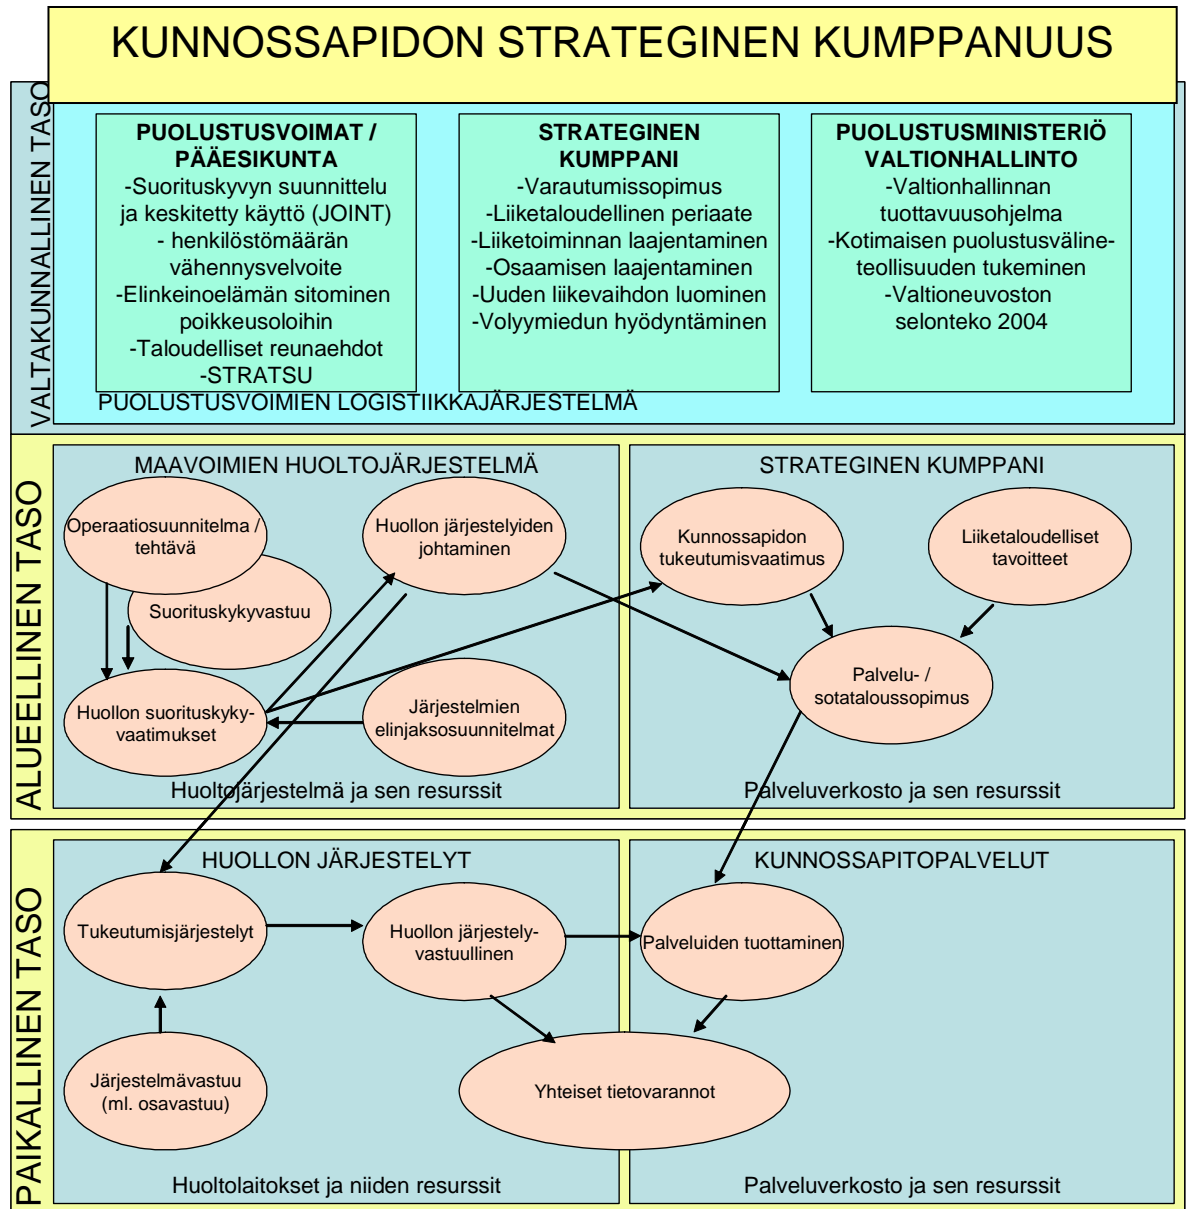 KUNNOSSAPIDON STRATEGINEN KUMPPANUUS
VALTAKUNNALLINEN TASO
PUOLUSTUSVOIMAT /
PÄÄESIKUNTA
-Suorituskyvyn suunnittelu
ja keskitetty käyttö (JOINT)
- henkilöstömäärän
vähennysvelvoite
-Elinkeinoelämän sitominen
poikkeusoloihin
-Taloudelliset reunaehdot
-STRATSU
STRATEGINEN
KUMPPANI
-Varautumissopimus
-Liiketaloudellinen periaate
-Liiketoiminnan laajentaminen
-Osaamisen laajentaminen
-Uuden liikevaihdon luominen
-Volyymiedun hyödyntäminen
PUOLUSTUSMINISTERIÖ
VALTIONHALLINTO
-Valtionhallinnan
tuottavuusohjelma
-Kotimaisen puolustusväline-
teollisuuden tukeminen
-Valtioneuvoston
selonteko 2004
PUOLUSTUSVOIMIEN LOGISTIIKKAJÄRJESTELMÄ
ALUEELLINEN TASO
MAAVOIMIEN HUOLTOJÄRJESTELMÄ
Operaatiosuunnitelma /
tehtävä
Suorituskykyvastuu
Huollon järjestelyiden
johtaminen
Huollon suorituskyky-
vaatimukset
Järjestelmien
elinjaksosuunnitelmat
Huoltojärjestelmä ja sen resurssit
STRATEGINEN KUMPPANI
Kunnossapidon
tukeutumisvaatimus
Liiketaloudelliset
tavoitteet
Palvelu- /
sotataloussopimus
Palveluverkosto ja sen resurssit
PAIKALLINEN TASO
HUOLLON JÄRJESTELYT
Tukeutumisjärjestelyt
Huollon järjestely-
vastuullinen
Järjestelmävastuu
(ml. osavastuu)
Huoltolaitokset ja niiden resurssit
KUNNOSSAPITOPALVELUT
Palveluiden tuottaminen
Yhteiset tietovarannot
Palveluverkosto ja sen resurssit